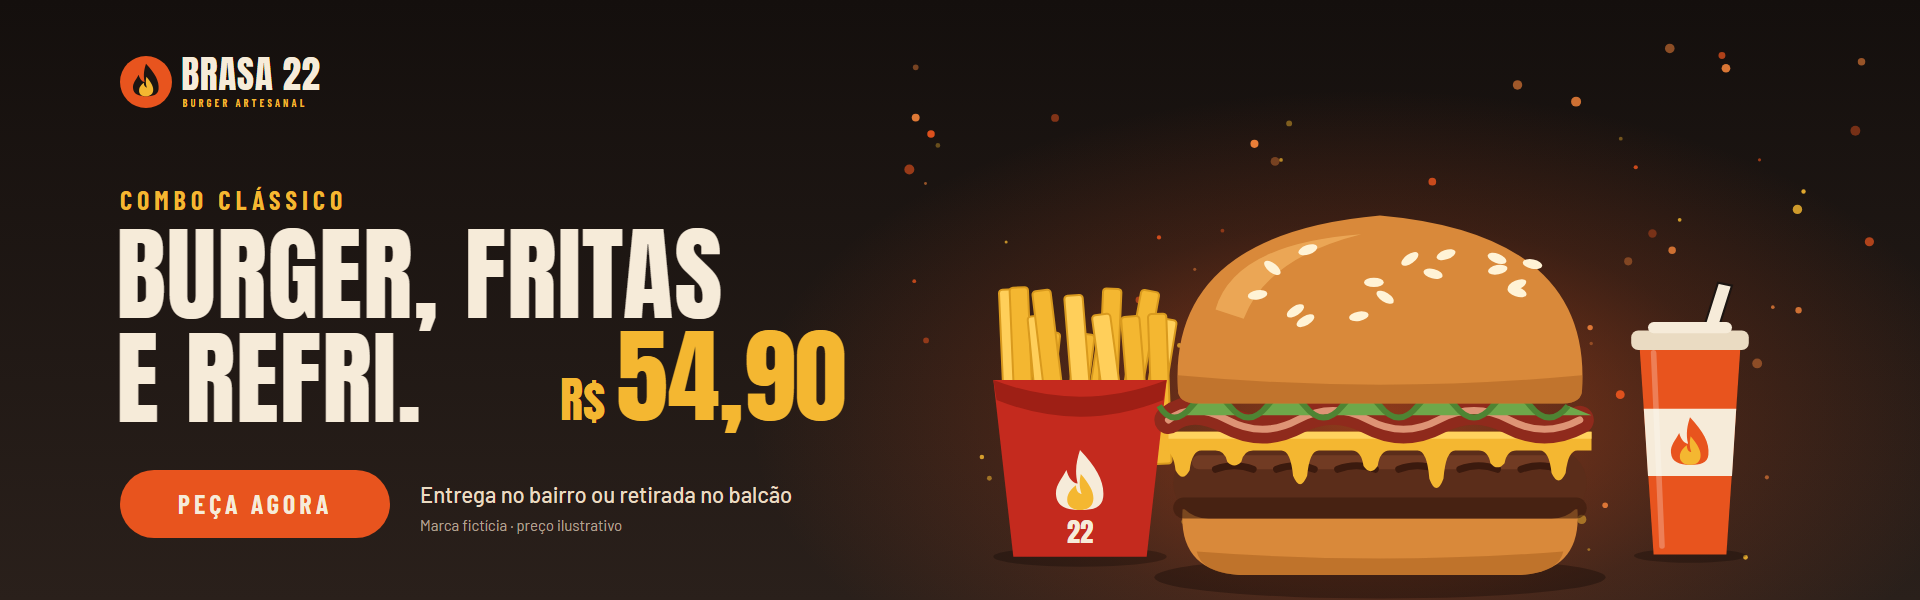 BRASA 22
BURGER ARTESANAL
COMBO CLÁSSICO
BURGER, FRITAS
E REFRI.
R$ 54,90
PEÇA AGORA
Entrega no bairro ou retirada no balcão
Marca fictícia · preço ilustrativo
22